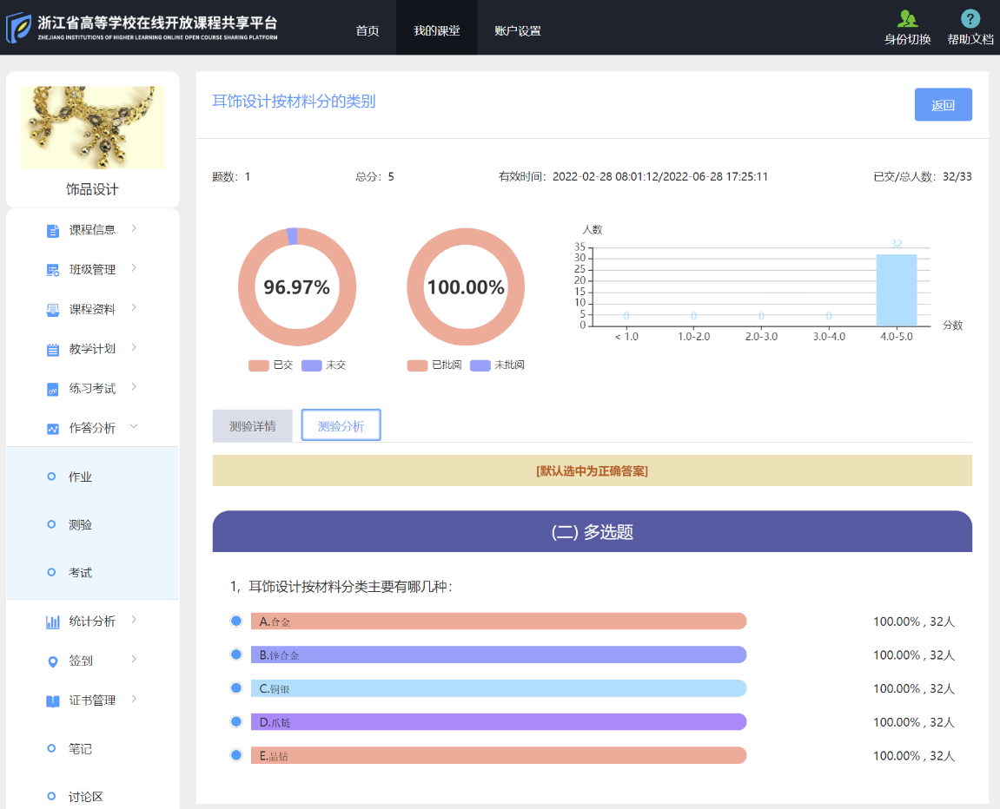 浙江省高等学校在线开放课程共享平台
ZHEJIANG INSTITUTIONS OF HIGHER LEARNING ONLINE OPEN COURSE SHARING PLATFORM
首页
我的课堂
账户设置
身份切换
帮助文档
饰品设计
课程信息
班级管理
课程资料
教学计划
练习考试
作答分析
作业
测验
考试
统计分析
签到
证书管理
笔记
讨论区
耳饰设计按材料分的类别
返回
题数：1
总分：5
有效时间：2022-02-28 08:01:12/2022-06-28 17:25:11
已交/总人数：32/33
96.97%
已交 未交
100.00%
已批阅 未批阅
人数
35
30
25
20
15
10
5
0
0 0 0 0 32
< 1.0 1.0-2.0 2.0-3.0 3.0-4.0 4.0-5.0
分数
测验详情
测验分析
[默认选中为正确答案]
(二) 多选题
1，耳饰设计按材料分类主要有哪几种：
A.合金 100.00% , 32人
B.锌合金 100.00% , 32人
C.铜银 100.00% , 32人
D.爪链 100.00% , 32人
E.晶钻 100.00% , 32人